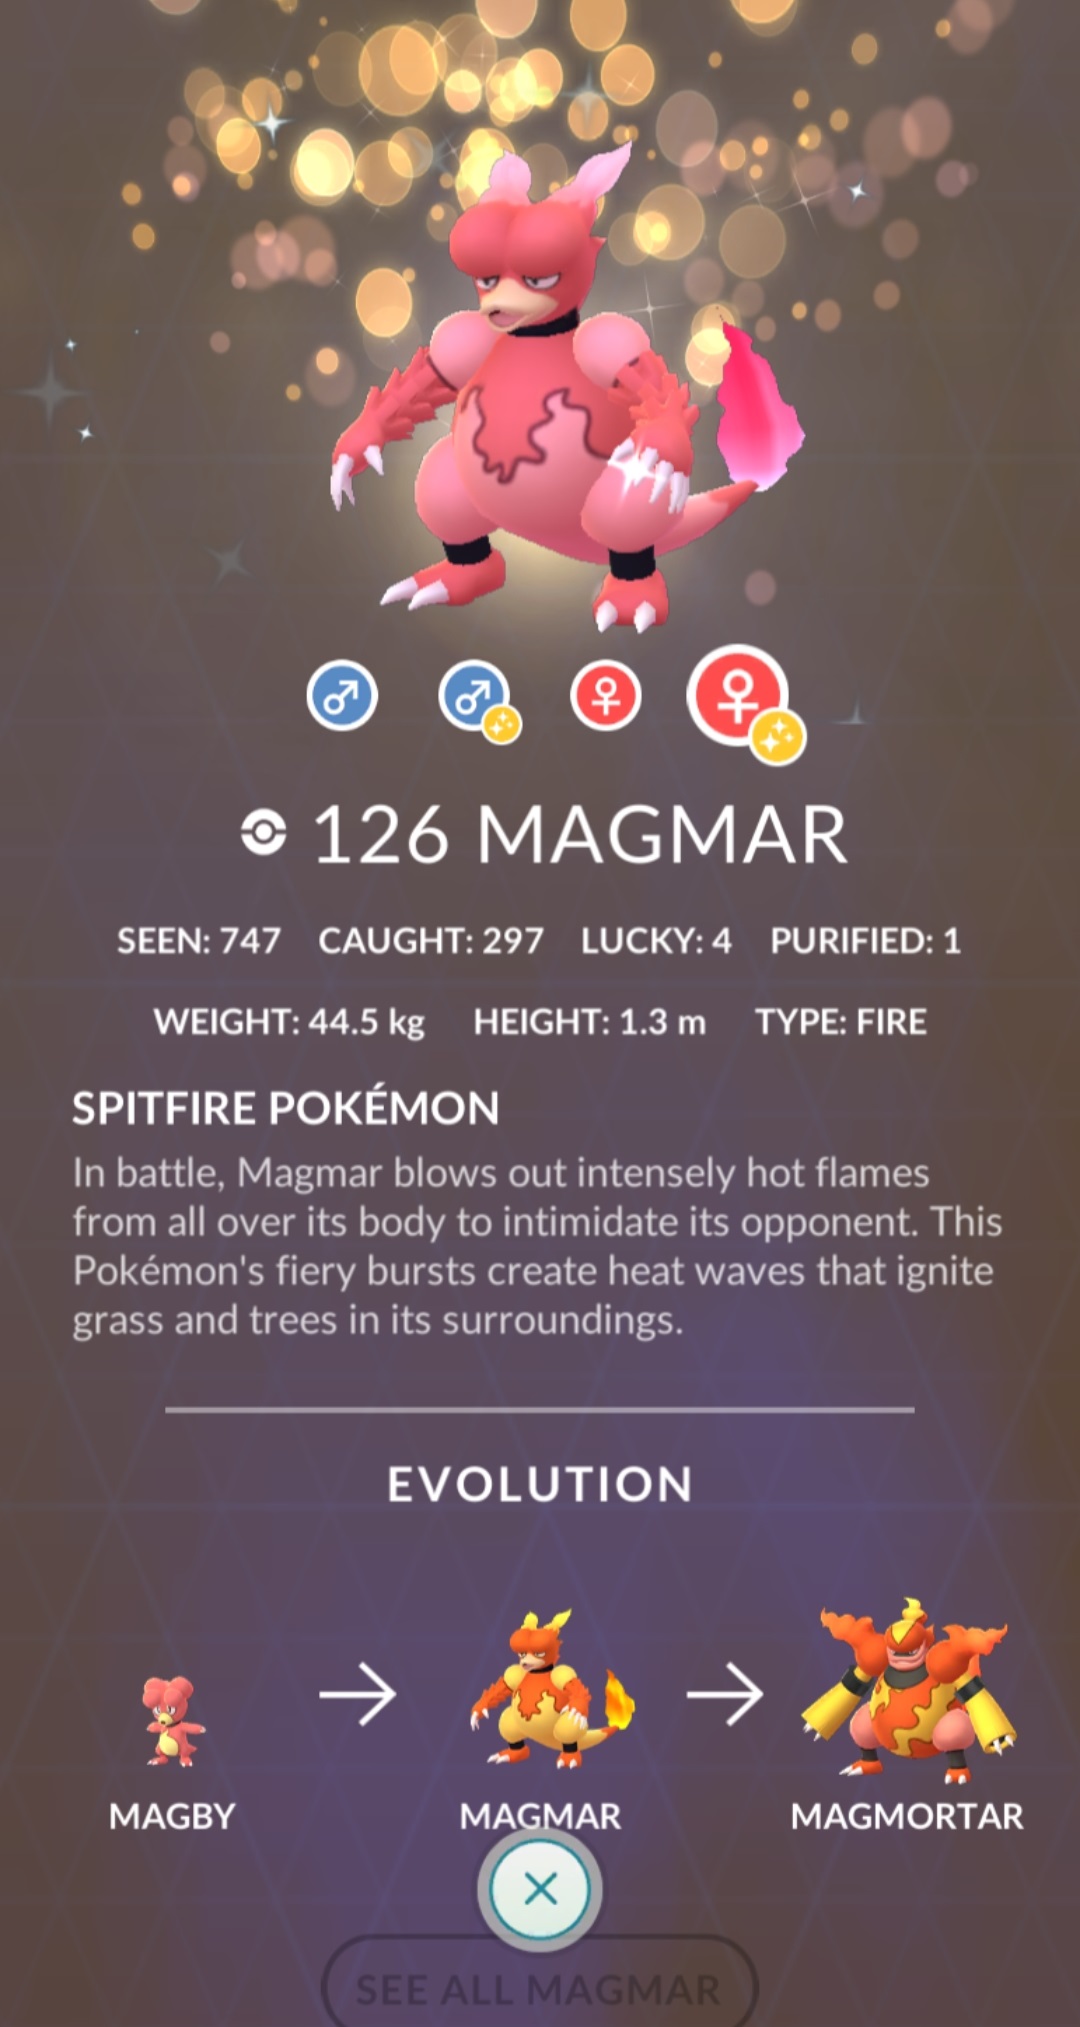 126 MAGMAR
SEEN: 747 CAUGHT: 297 LUCKY: 4 PURIFIED: 1
WEIGHT: 44.5 kg HEIGHT: 1.3 m TYPE: FIRE
SPITFIRE POKÉMON
In battle, Magmar blows out intensely hot flames
from all over its body to intimidate its opponent. This
Pokémon's fiery bursts create heat waves that ignite
grass and trees in its surroundings.
EVOLUTION
MAGBY MAGMAR MAGMORTAR
SEE ALL MAGMAR